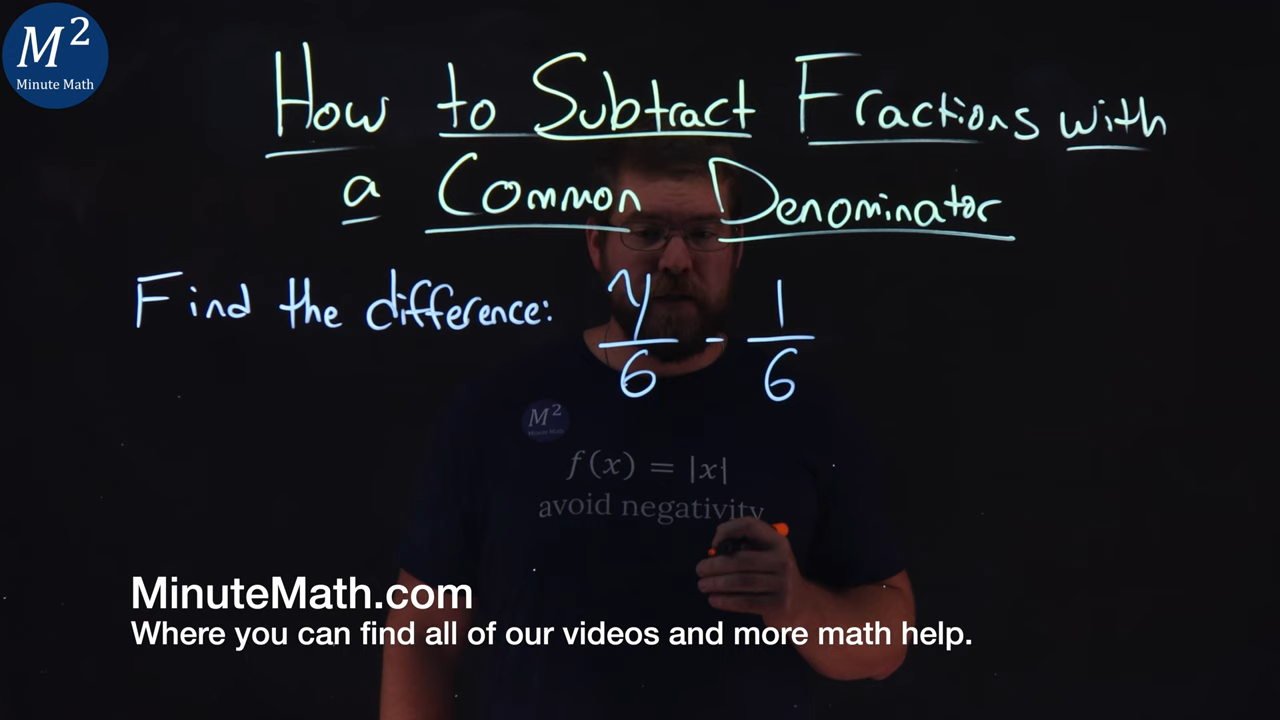 M²
Minute Math
How to Subtract Fractions with
a Common Denominator
Find the difference: y/6 - 1/6
M²
Minute Math
f(x) = |x|
avoid negativity
MinuteMath.com
Where you can find all of our videos and more math help.